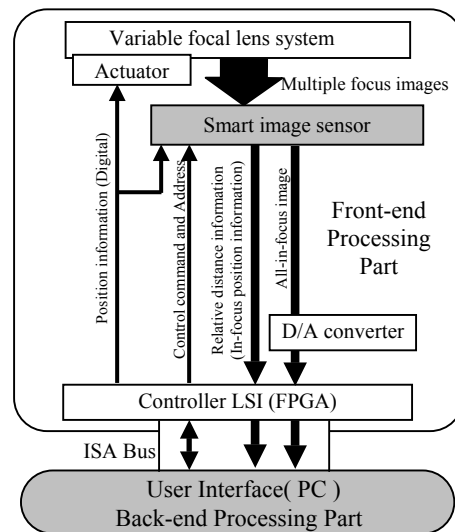 Variable focal lens system
Actuator
Multiple focus images
Smart image sensor
Position information (Digital)
Control command and Address
Relative distance information
(In-focus position information)
All-in-focus image
Front-end
Processing
Part
D/A converter
Controller LSI (FPGA)
ISA Bus
User Interface( PC )
Back-end Processing Part